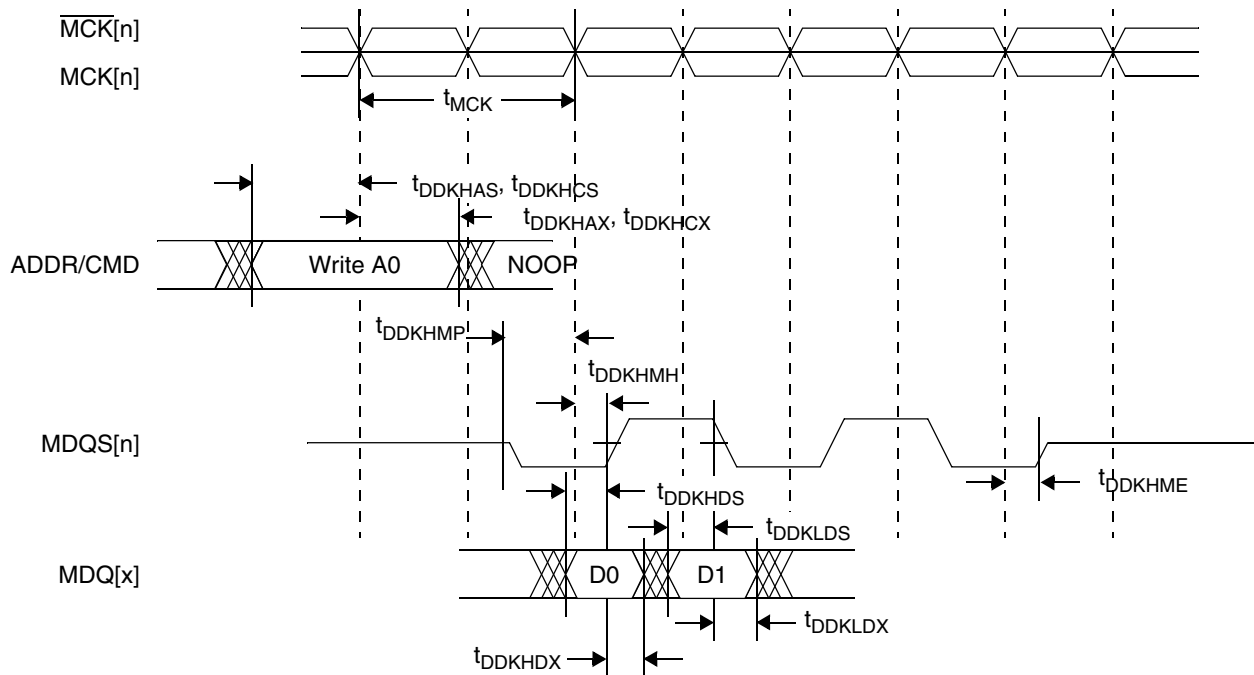 MCK[n]
MCK[n]
tMCK
tDDKHAS, tDDKHCS
tDDKHAX, tDDKHCX
ADDR/CMD
Write A0
NOOP
tDDKHMP
tDDKHMH
MDQS[n]
tDDKHME
tDDKHDS
tDDKLDS
MDQ[x]
D0
D1
tDDKLDX
tDDKHDX